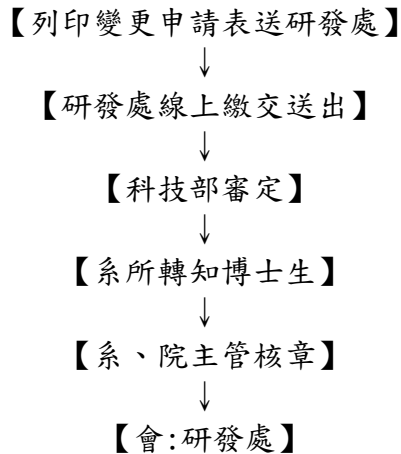 【列印變更申請表送研發處】
↓
【研發處線上繳交送出】
↓
【科技部審定】
↓
【系所轉知博士生】
↓
【系、院主管核章】
↓
【會:研發處】